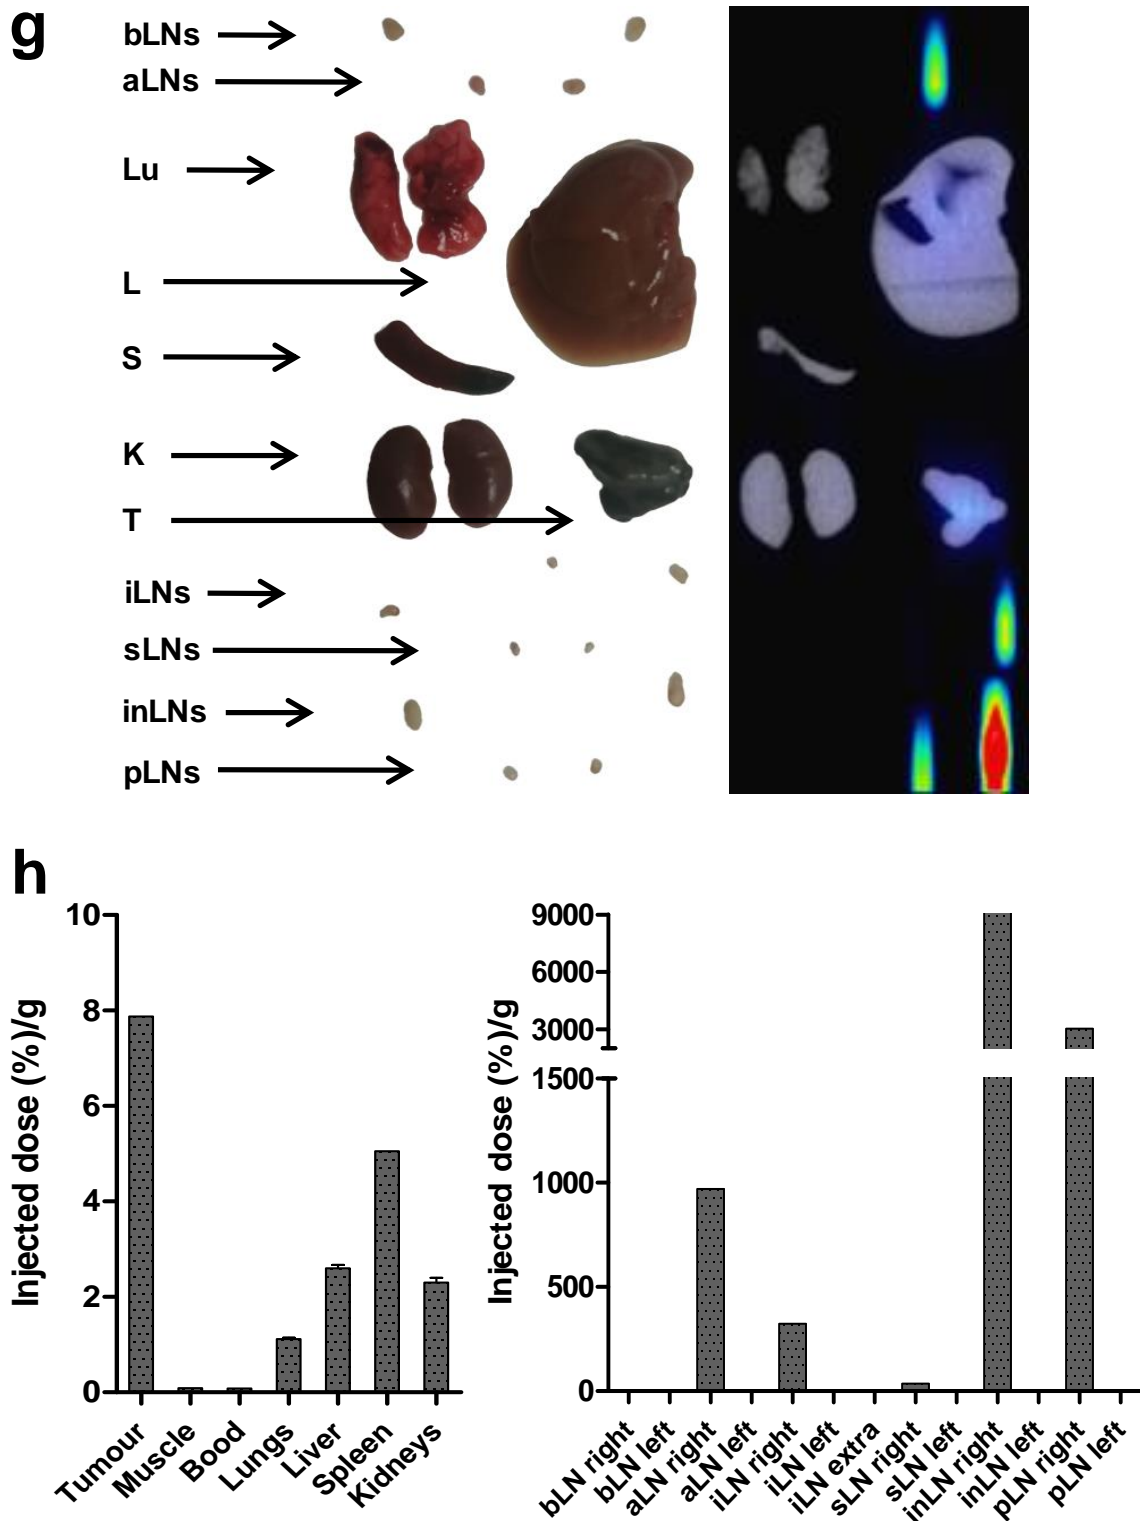 g
bLNs
aLNs
Lu
L
S
K
T
iLNs
sLNs
inLNs
pLNs
h
Injected dose (%)/g
10
8
6
4
2
0
Tumour
Muscle
Bood
Lungs
Liver
Spleen
Kidneys
Injected dose (%)/g
9000
6000
3000
1500
1000
500
0
bLN right
bLN left
aLN right
aLN left
iLN right
iLN left
iLN extra
sLN right
sLN left
inLN right
inLN left
pLN right
pLN left